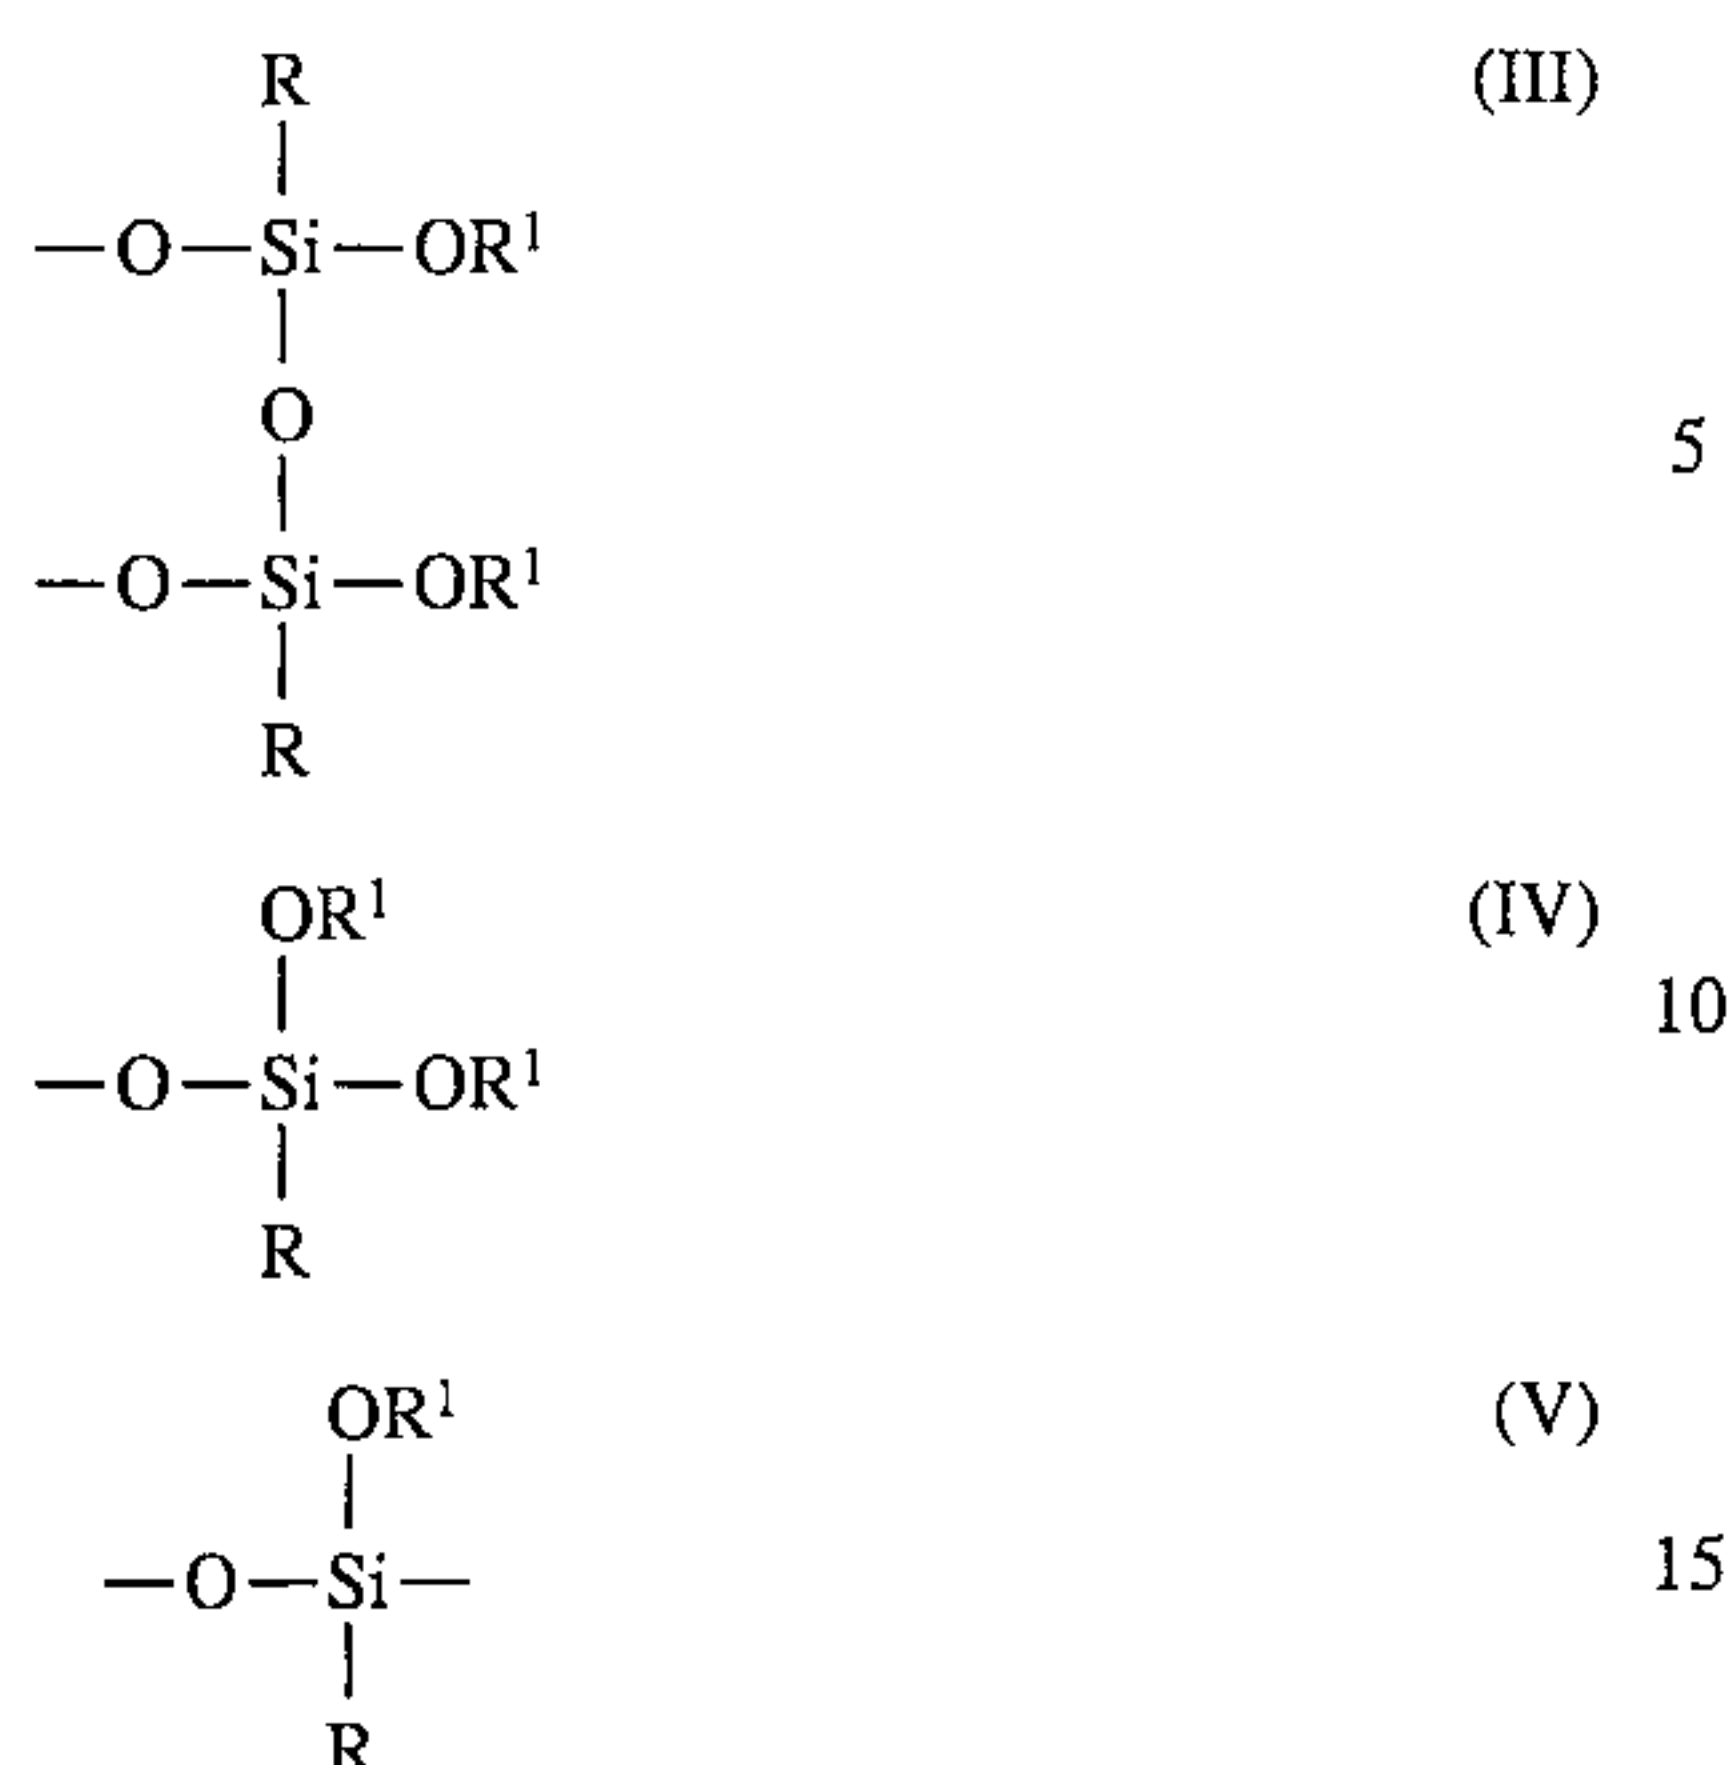 R (III)
—O—Si—OR¹
O 5
—O—Si—OR¹
R
OR¹ (IV)
10
—O—Si—OR¹
R
OR¹ (V)
—O—Si— 15
R